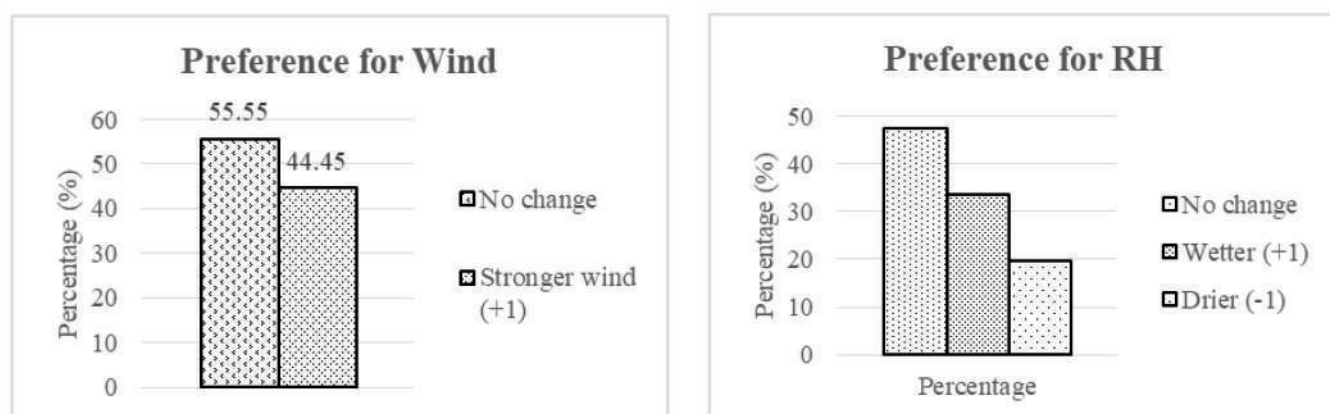 Preference for Wind
55.55
44.45
60
50
40
30
20
10
0
Percentage (%)
No change
Stronger wind
(+1)
Preference for RH
50
40
30
20
10
0
Percentage (%)
Percentage
No change
Wetter (+1)
Drier (-1)